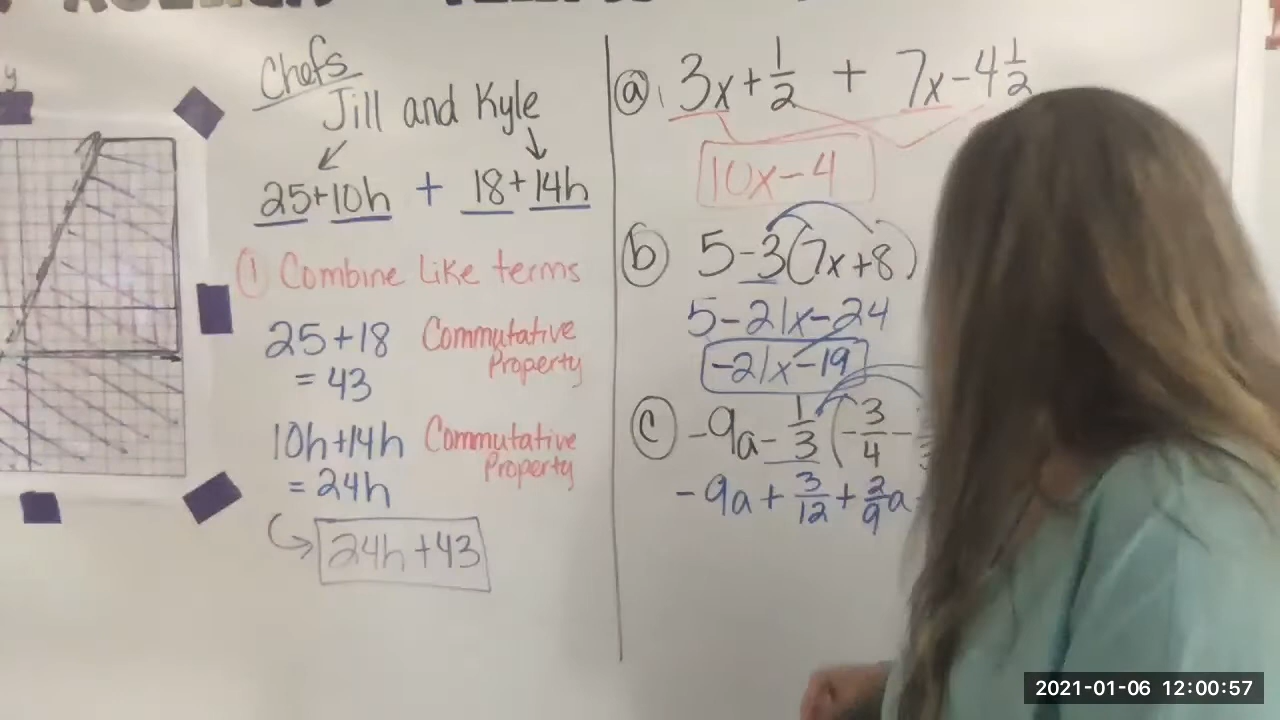 y
Chefs
Jill and Kyle
25+10h + 18+14h
① Combine like terms
25+18 Commutative Property
= 43
10h+14h Commutative Property
= 24h
24h+43
ⓐ 3x+1/2 + 7x-4 1/2
10x-4
ⓑ 5-3(7x+8)
5-21x-24
-21x-19
ⓒ -9a-1/3(-3/4-
-9a+3/12+2/9a
2021-01-06 12:00:57